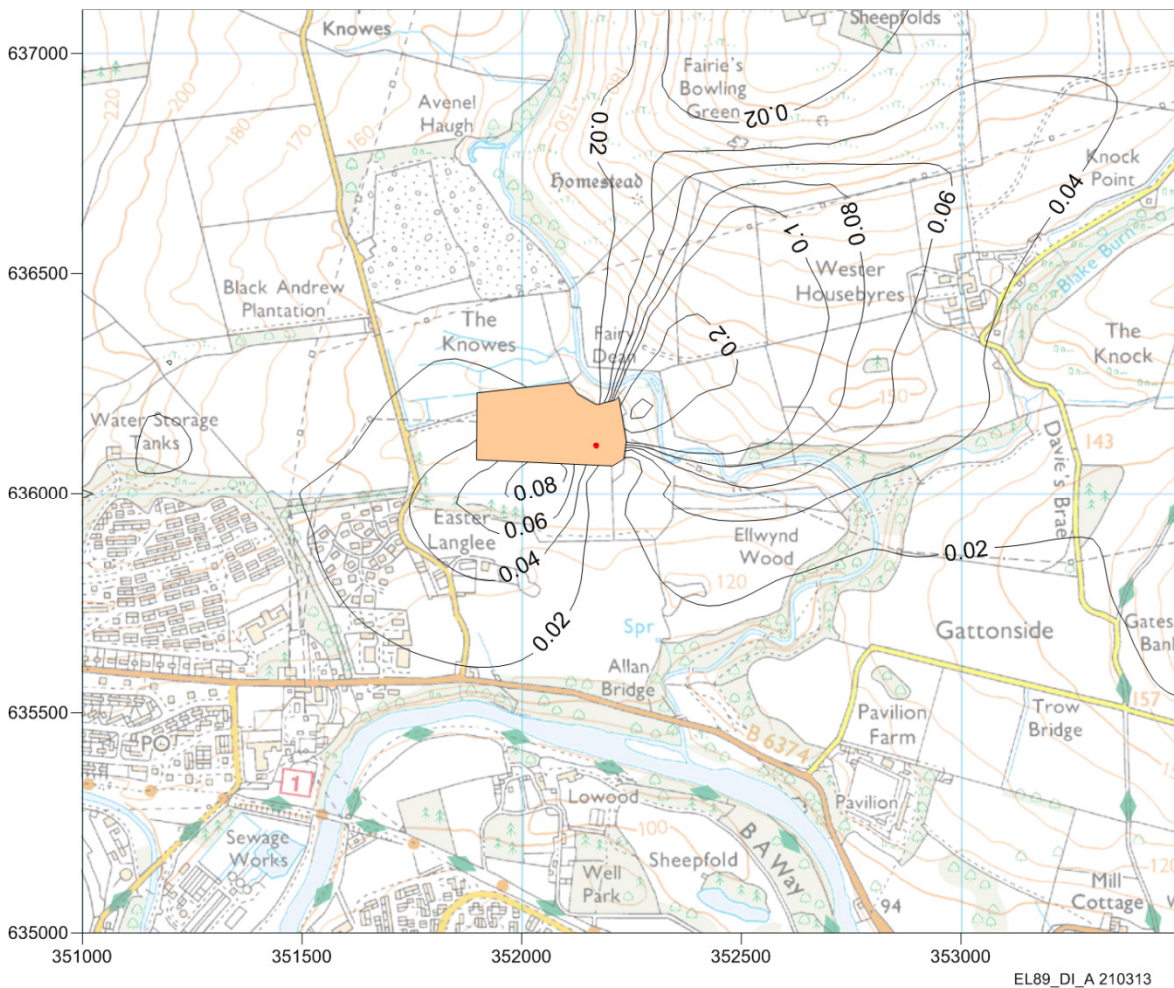 637000
636500
636000
635500
635000
351000
351500
352000
352500
353000
Knowes
Sheepfolds
Fairie's
Bowling
Green
Avenel
Haugh
220
200
180
170
160
150
160
0.02
0.02
Homestead
Knock
Point
0.04
0.06
0.08
0.1
0.2
Wester
Housebyres
Blake Burn
Black Andrew
Plantation
The
Knowes
Fairy
Dean
The
Knock
150
Water Storage
Tanks
Davie's Brae
143
0.08
0.06
0.04
0.02
Easter
Langlee
Ellwynd
Wood
0.02
120
Spr
Gattonside
Gates
Bank
Allan
Bridge
157
Pavilion
Farm
Trow
Bridge
PO
B 6374
1
Lowood
Pavilion
100
Sewage
Works
B A Way
Sheepfold
Well
Park
94
Mill
Cottage
W
EL89_DI_A 210313